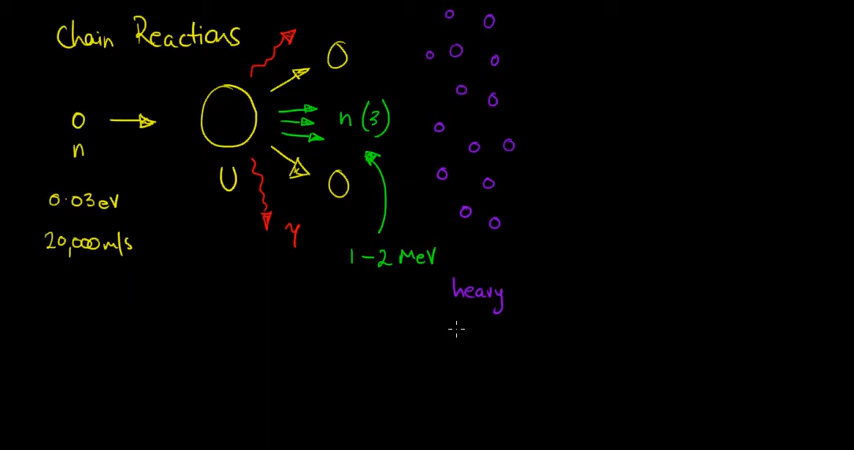 Chain Reactions
n
0.03eV
20,000m/s
U
n (3)
γ
1-2 MeV
heavy